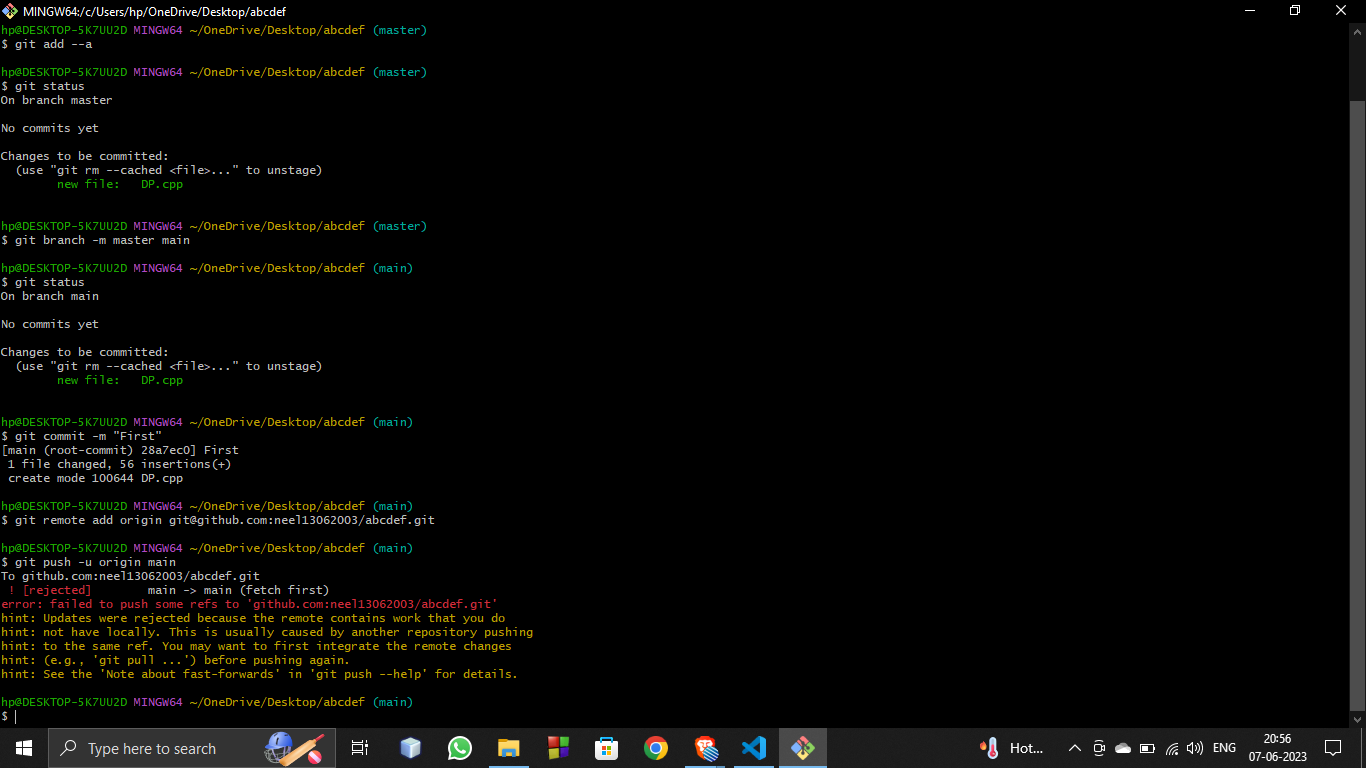 MINGW64:/c/Users/hp/OneDrive/Desktop/abcdef
hp@DESKTOP-5K7UU2D MINGW64 ~/OneDrive/Desktop/abcdef (master)
$ git add --a
hp@DESKTOP-5K7UU2D MINGW64 ~/OneDrive/Desktop/abcdef (master)
$ git status
On branch master
No commits yet
Changes to be committed:
  (use "git rm --cached <file>..." to unstage)
        new file:   DP.cpp
hp@DESKTOP-5K7UU2D MINGW64 ~/OneDrive/Desktop/abcdef (master)
$ git branch -m master main
hp@DESKTOP-5K7UU2D MINGW64 ~/OneDrive/Desktop/abcdef (main)
$ git status
On branch main
No commits yet
Changes to be committed:
  (use "git rm --cached <file>..." to unstage)
        new file:   DP.cpp
hp@DESKTOP-5K7UU2D MINGW64 ~/OneDrive/Desktop/abcdef (main)
$ git commit -m "First"
[main (root-commit) 28a7ec0] First
 1 file changed, 56 insertions(+)
 create mode 100644 DP.cpp
hp@DESKTOP-5K7UU2D MINGW64 ~/OneDrive/Desktop/abcdef (main)
$ git remote add origin git@github.com:neel13062003/abcdef.git
hp@DESKTOP-5K7UU2D MINGW64 ~/OneDrive/Desktop/abcdef (main)
$ git push -u origin main
To github.com:neel13062003/abcdef.git
 ! [rejected]        main -> main (fetch first)
error: failed to push some refs to 'github.com:neel13062003/abcdef.git'
hint: Updates were rejected because the remote contains work that you do
hint: not have locally. This is usually caused by another repository pushing
hint: to the same ref. You may want to first integrate the remote changes
hint: (e.g., 'git pull ...') before pushing again.
hint: See the 'Note about fast-forwards' in 'git push --help' for details.
hp@DESKTOP-5K7UU2D MINGW64 ~/OneDrive/Desktop/abcdef (main)
$
Type here to search
Hot...
ENG
20:56
07-06-2023